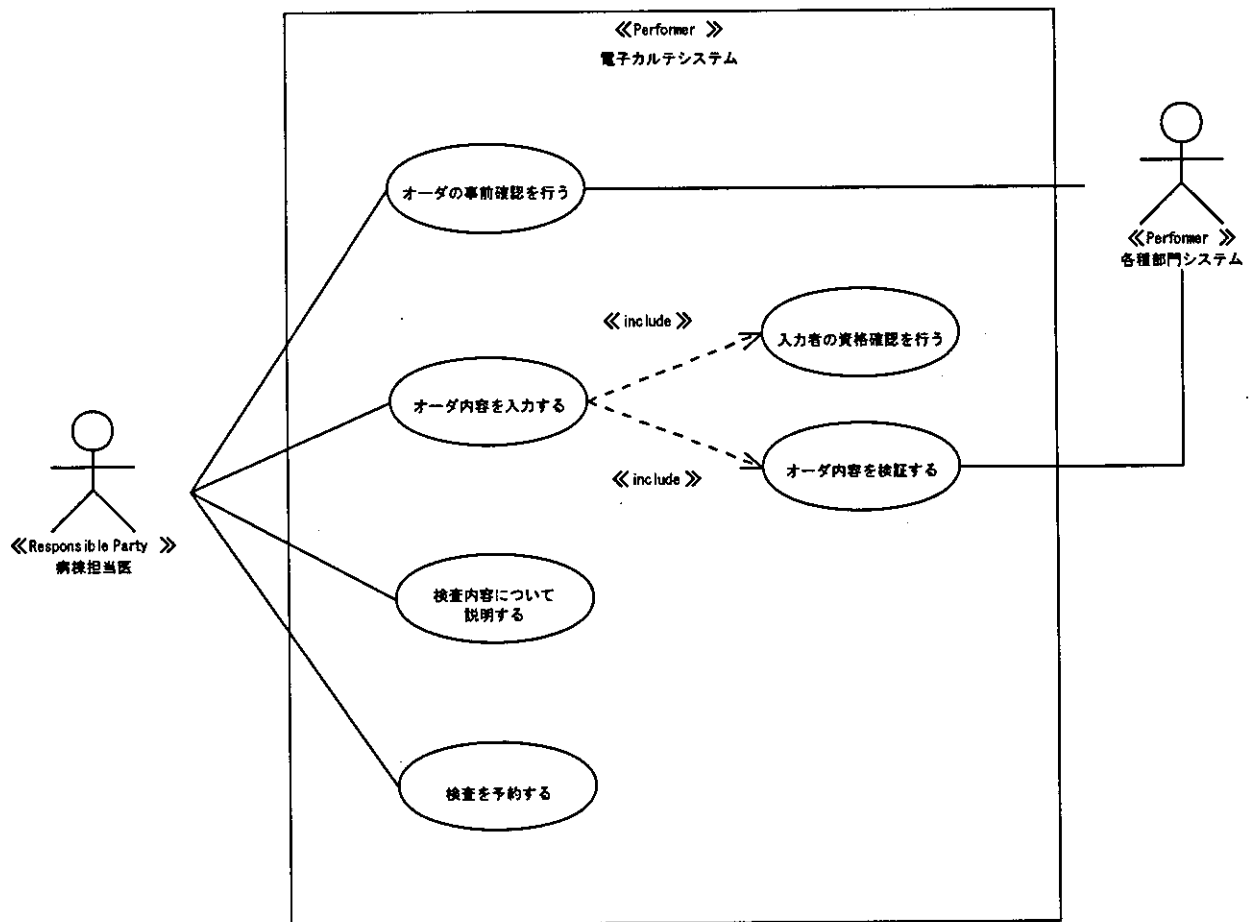 ≪Performer ≫
電子カルテシステム
オーダの事前確認を行う
≪Performer ≫
各種部門システム
≪include ≫
入力者の資格確認を行う
オーダ内容を入力する
≪include ≫
オーダ内容を検証する
≪Responsible Party ≫
病棟担当医
検査内容について
説明する
検査を予約する